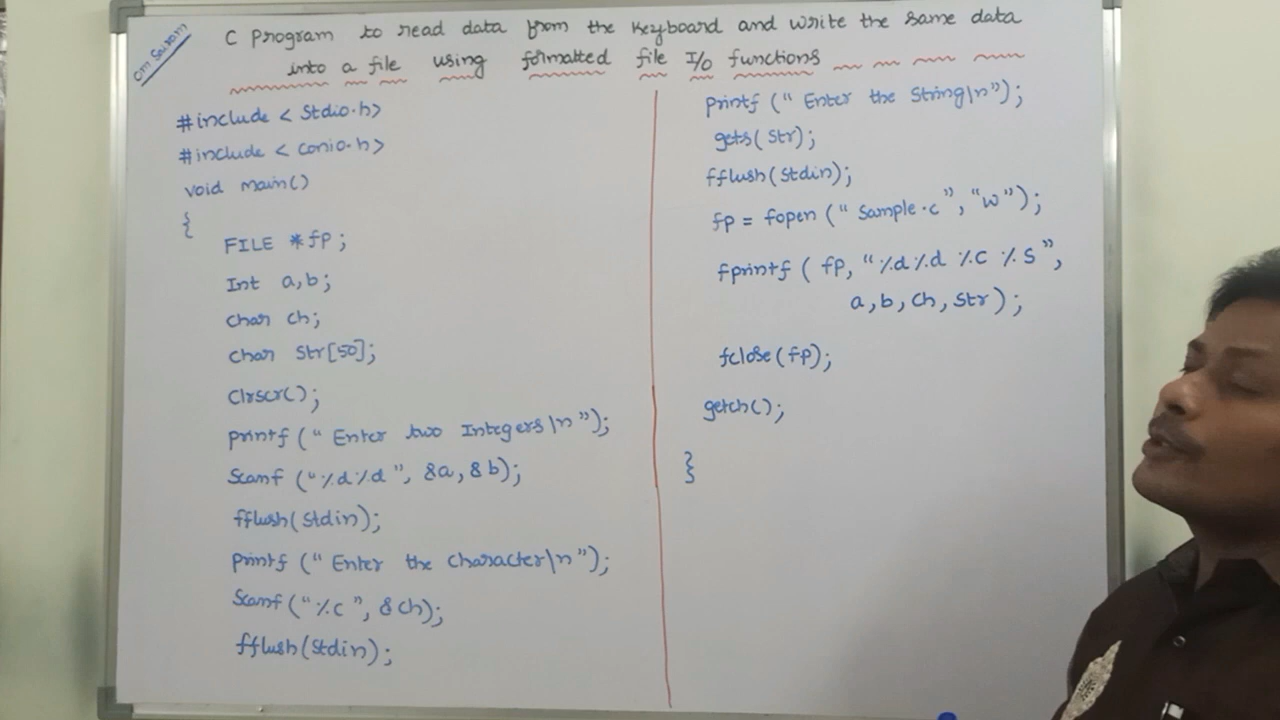 Om Sairam
C Program to read data from the Keyboard and write the same data
into a file using formatted file I/O functions
#include < Stdio.h>
#include < conio.h>
void main()
{
FILE *fp;
Int a,b;
char ch;
char str[50];
Clrscr();
printf (" Enter two Integers\n");
Scanf ("%d%d", &a, &b);
fflush(stdin);
printf (" Enter the character\n");
Scanf ("%c", &ch);
fflush(stdin);
printf (" Enter the String\n");
gets(str);
fflush(stdin);
fp = fopen (" Sample.c", "w");
fprintf ( fp, "%d%d %c %s",
a, b, ch, str);
fclose(fp);
getch();
}